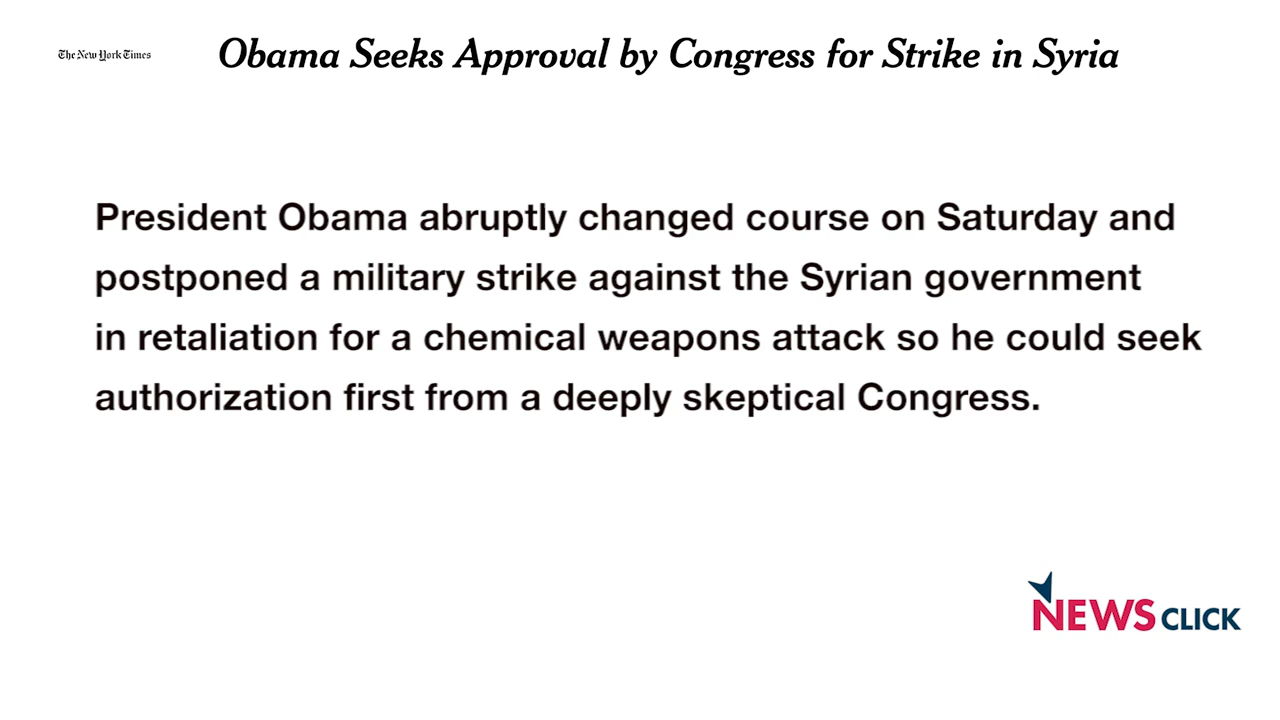 The New York Times
Obama Seeks Approval by Congress for Strike in Syria
President Obama abruptly changed course on Saturday and
postponed a military strike against the Syrian government
in retaliation for a chemical weapons attack so he could seek
authorization first from a deeply skeptical Congress.
NEWSCLICK